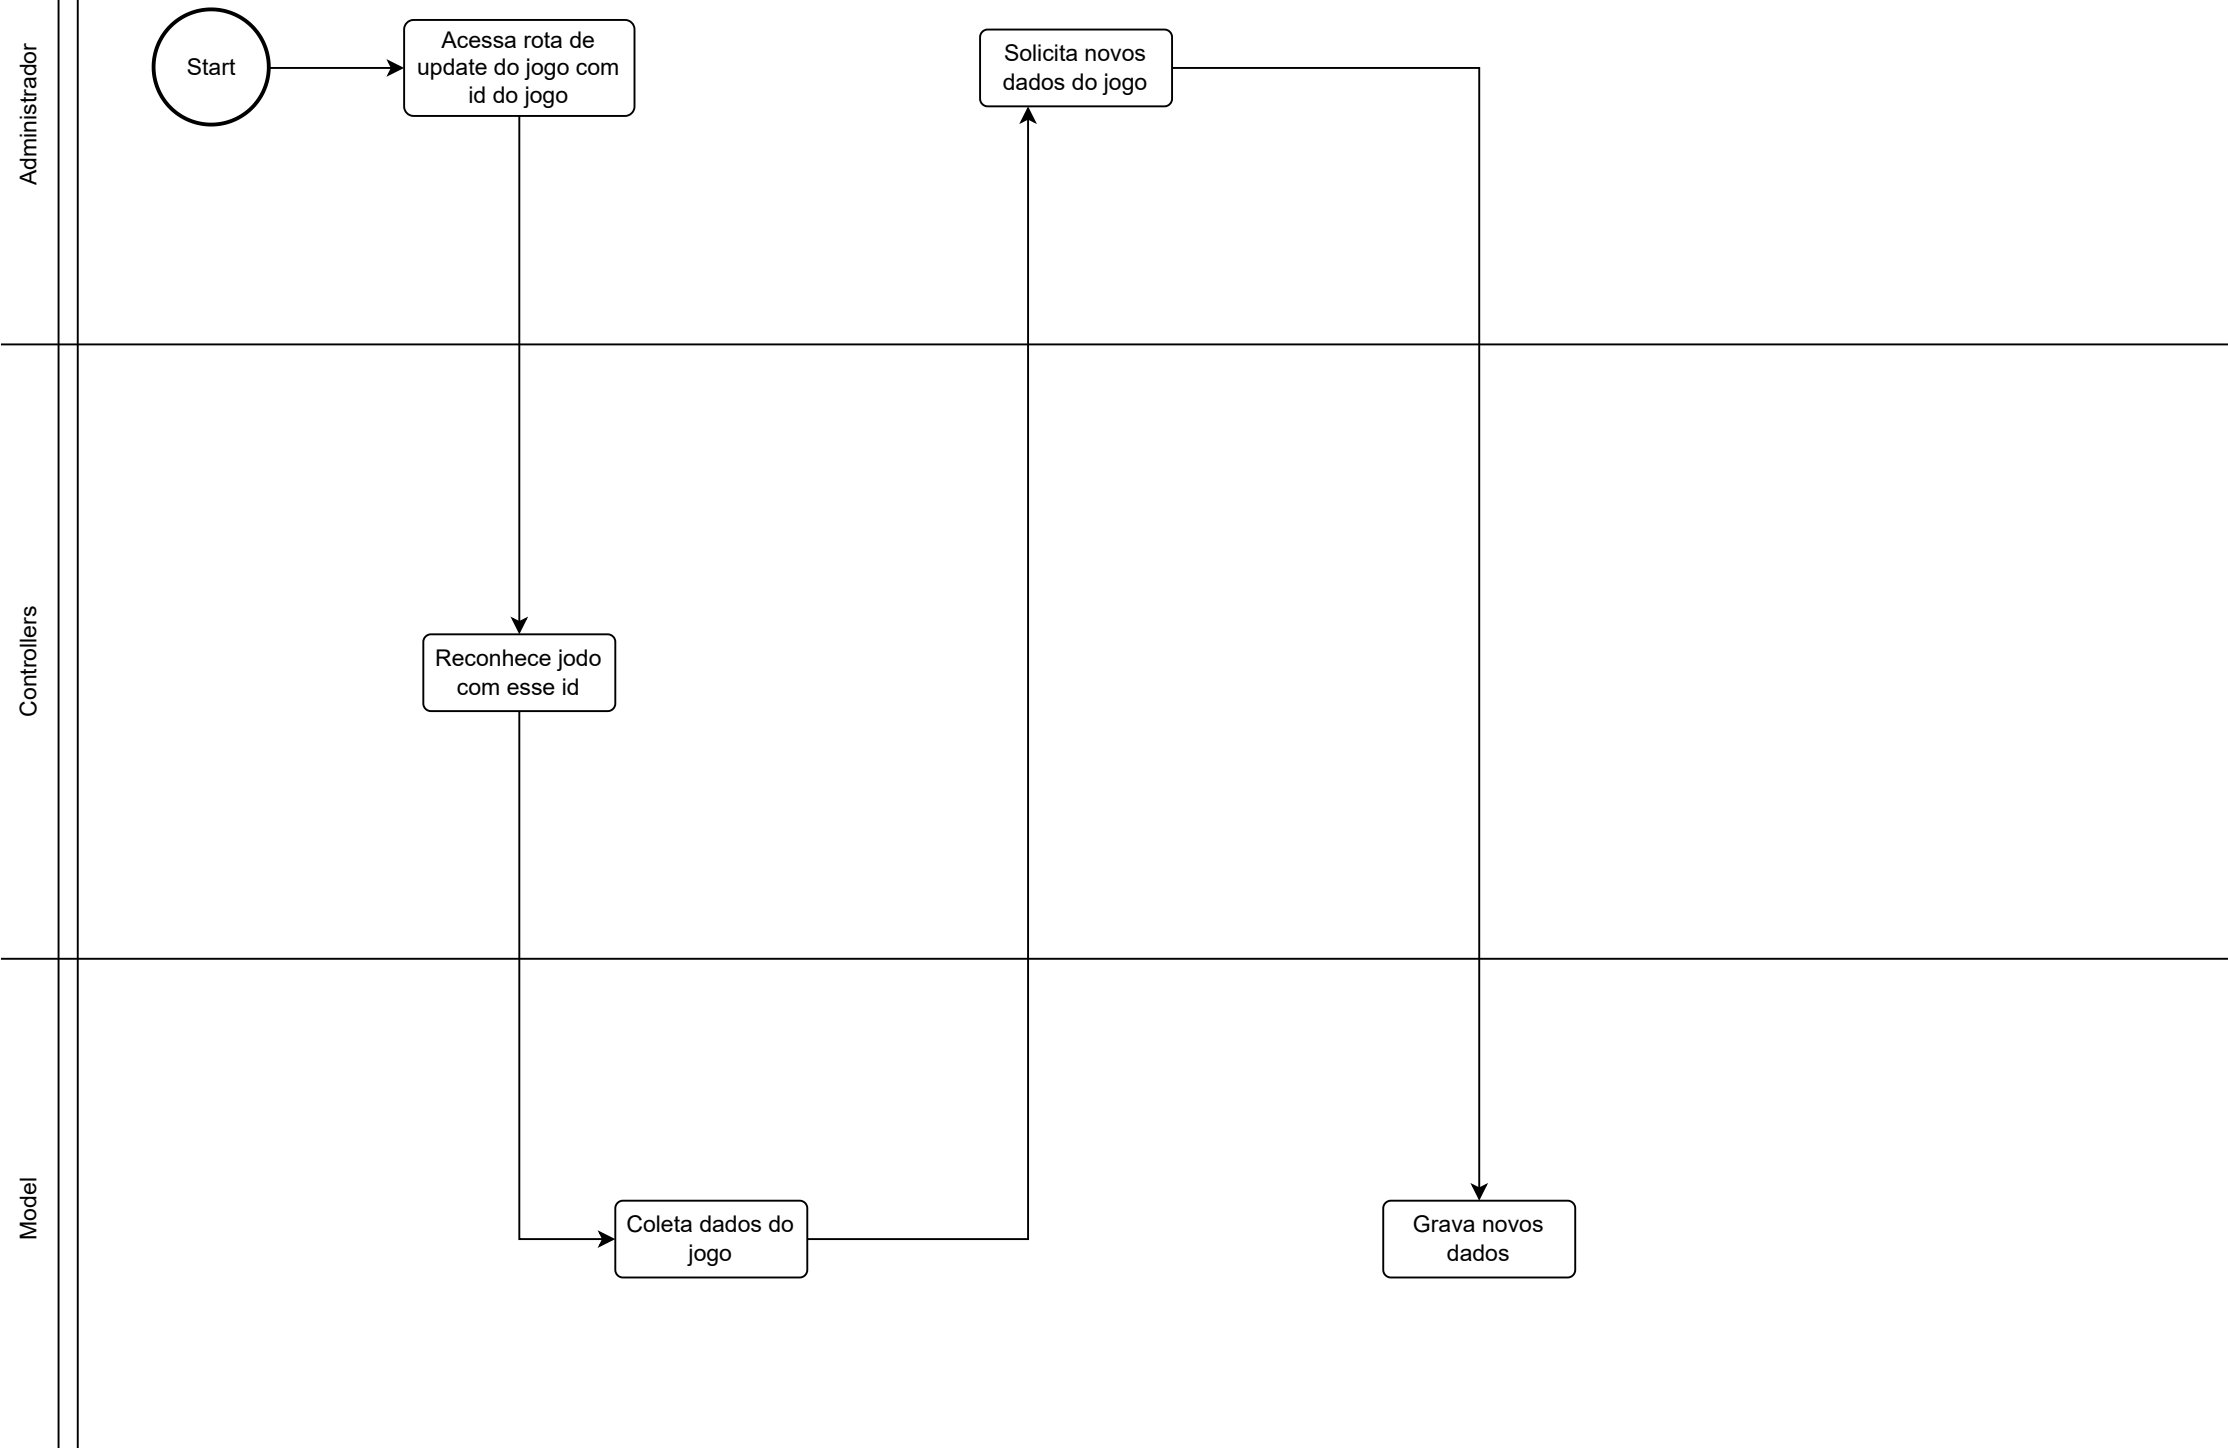 Administrador
Start
Acessa rota de
update do jogo com
id do jogo
Solicita novos
dados do jogo
Controllers
Reconhece jodo
com esse id
Model
Coleta dados do
jogo
Grava novos
dados